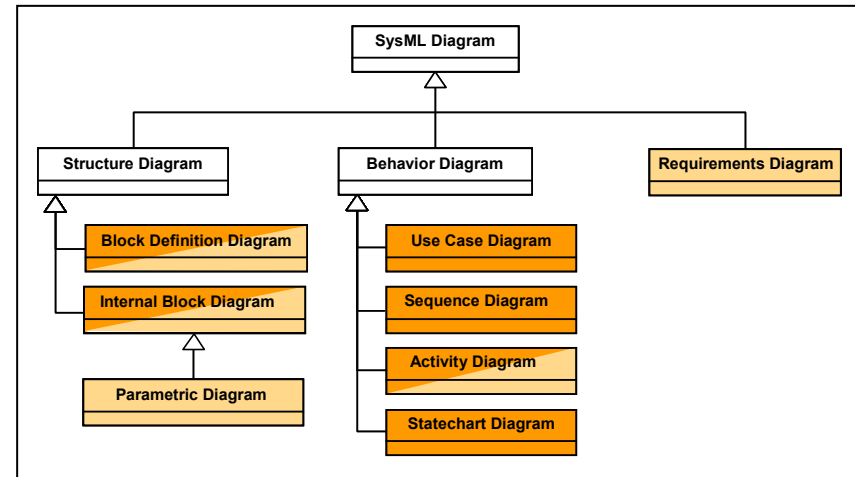 SysML Diagram
Structure Diagram
Behavior Diagram
Requirements Diagram
Block Definition Diagram
Internal Block Diagram
Parametric Diagram
Use Case Diagram
Sequence Diagram
Activity Diagram
Statechart Diagram